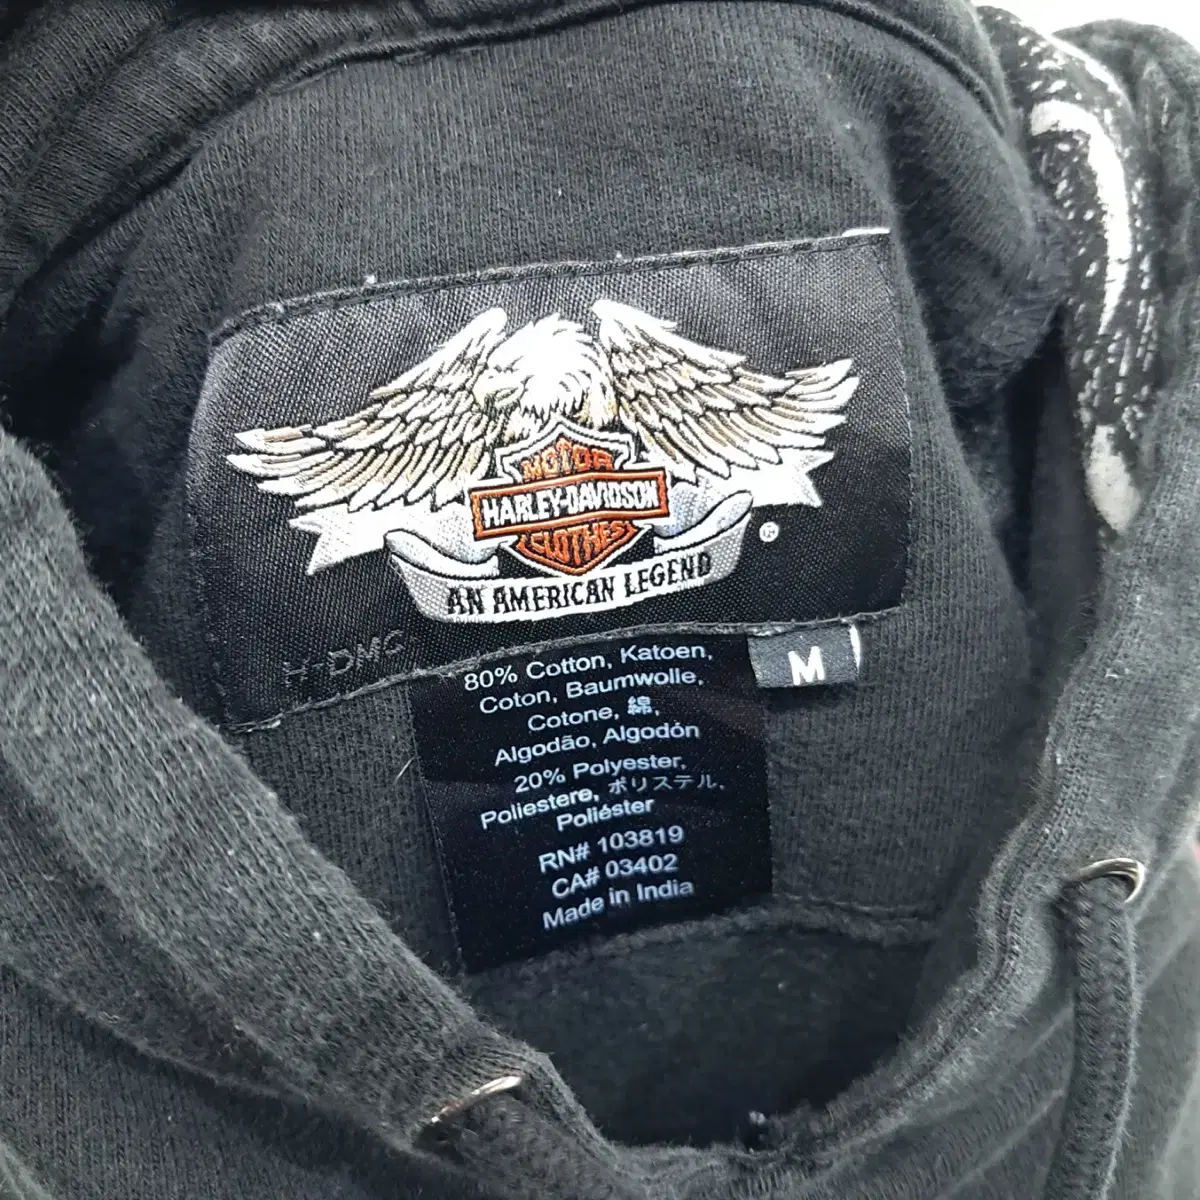 MOTOR
HARLEY-DAVIDSON
CLOTHES
®
AN AMERICAN LEGEND
H-DMC
M
80% Cotton, Katoen,
Coton, Baumwolle,
Cotone, 綿,
Algodão, Algodón
20% Polyester,
Poliestere, ポリステル,
Poliéster
RN# 103819
CA# 03402
Made in India